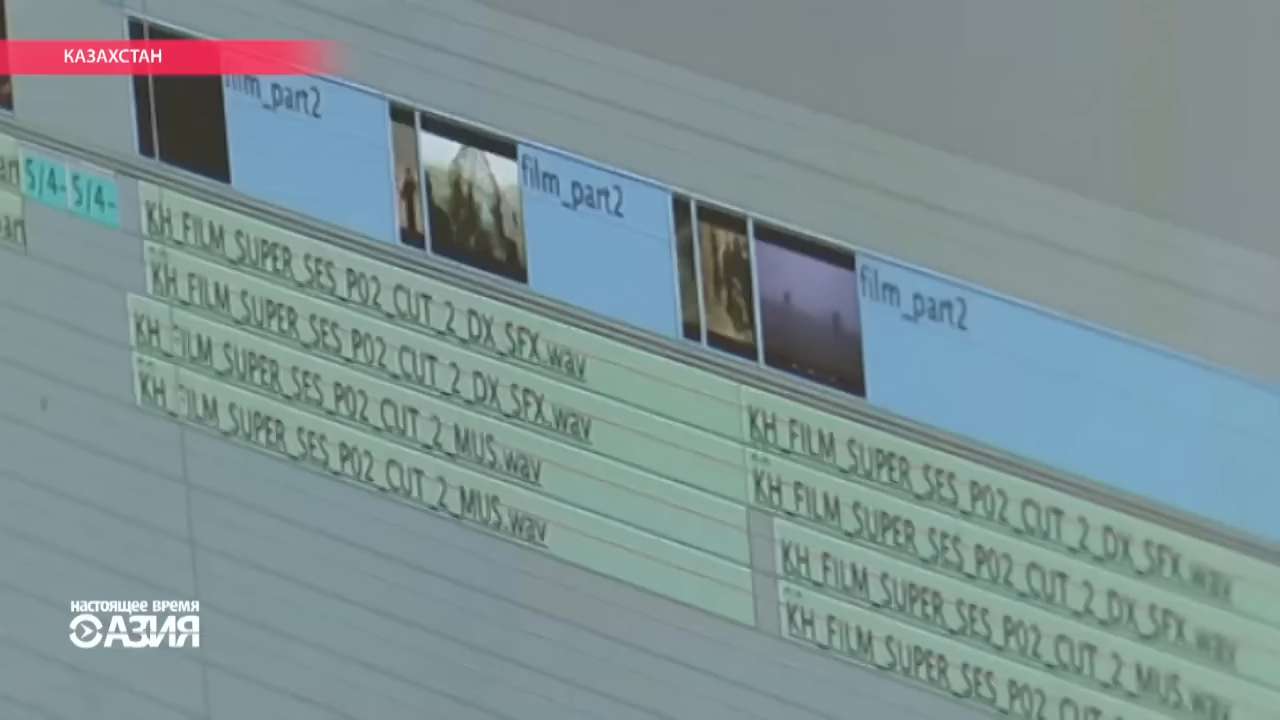 КАЗАХСТАН
film_part2
film_part2
film_part2
5/4- 5/4-
KH_FILM_SUPER_SES_P02_CUT_2_DX_SFX.wav
KH_FILM_SUPER_SES_P02_CUT_2_DX_SFX.wav
KH_FILM_SUPER_SES_P02_CUT_2_MUS.wav
KH_FILM_SUPER_SES_P02_CUT_2_MUS.wav
KH_FILM_SUPER_SES_P02_CUT_2_DX_SFX.wav
KH_FILM_SUPER_SES_P02_CUT_2_DX_SFX.wav
KH_FILM_SUPER_SES_P02_CUT_2_MUS.wav
KH_FILM_SUPER_SES_P02_CUT_2
НАСТОЯЩЕЕ ВРЕМЯ
АЗИЯ